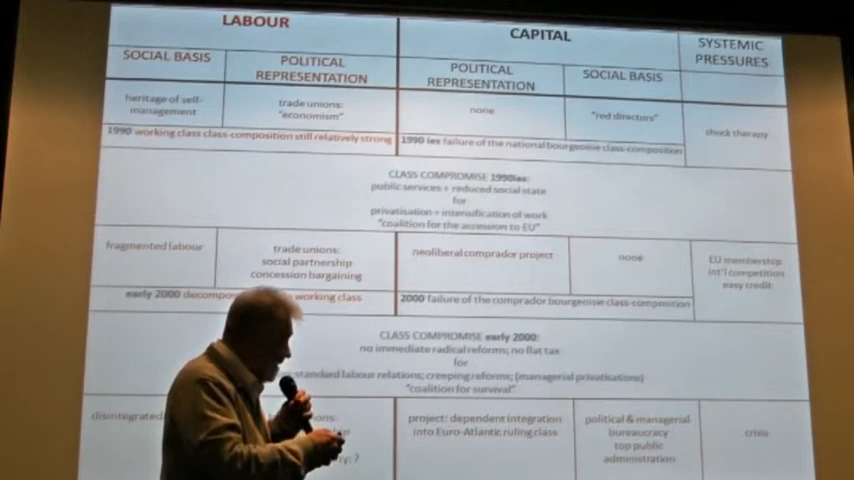 LABOUR
CAPITAL
SYSTEMIC
PRESSURES
SOCIAL BASIS
POLITICAL
REPRESENTATION
POLITICAL
REPRESENTATION
SOCIAL BASIS
heritage of self-
management
trade unions:
"economism"
none
"red directors"
shock therapy
1990 working class class-composition still relatively strong
1990 ies failure of the national bourgeoisie class-composition
CLASS COMPROMISE 1990ies:
public services + reduced social state
for
privatisation + intensification of work
"coalition for the accession to EU"
fragmented labour
trade unions:
social partnership
concession bargaining
neoliberal comprador project
none
EU membership
int'l competition
easy credit
early 2000 working class
2000 failure of the comprador bourgeoisie class-composition
CLASS COMPROMISE early 2000:
no immediate radical reforms; no flat tax
for
standard labour relations; creeping reforms; (managerial privatisations)
"coalition for survival"
disintegrated
project: dependent integration
into Euro-Atlantic ruling class
political & managerial
bureaucracy
top public
administration
crisis